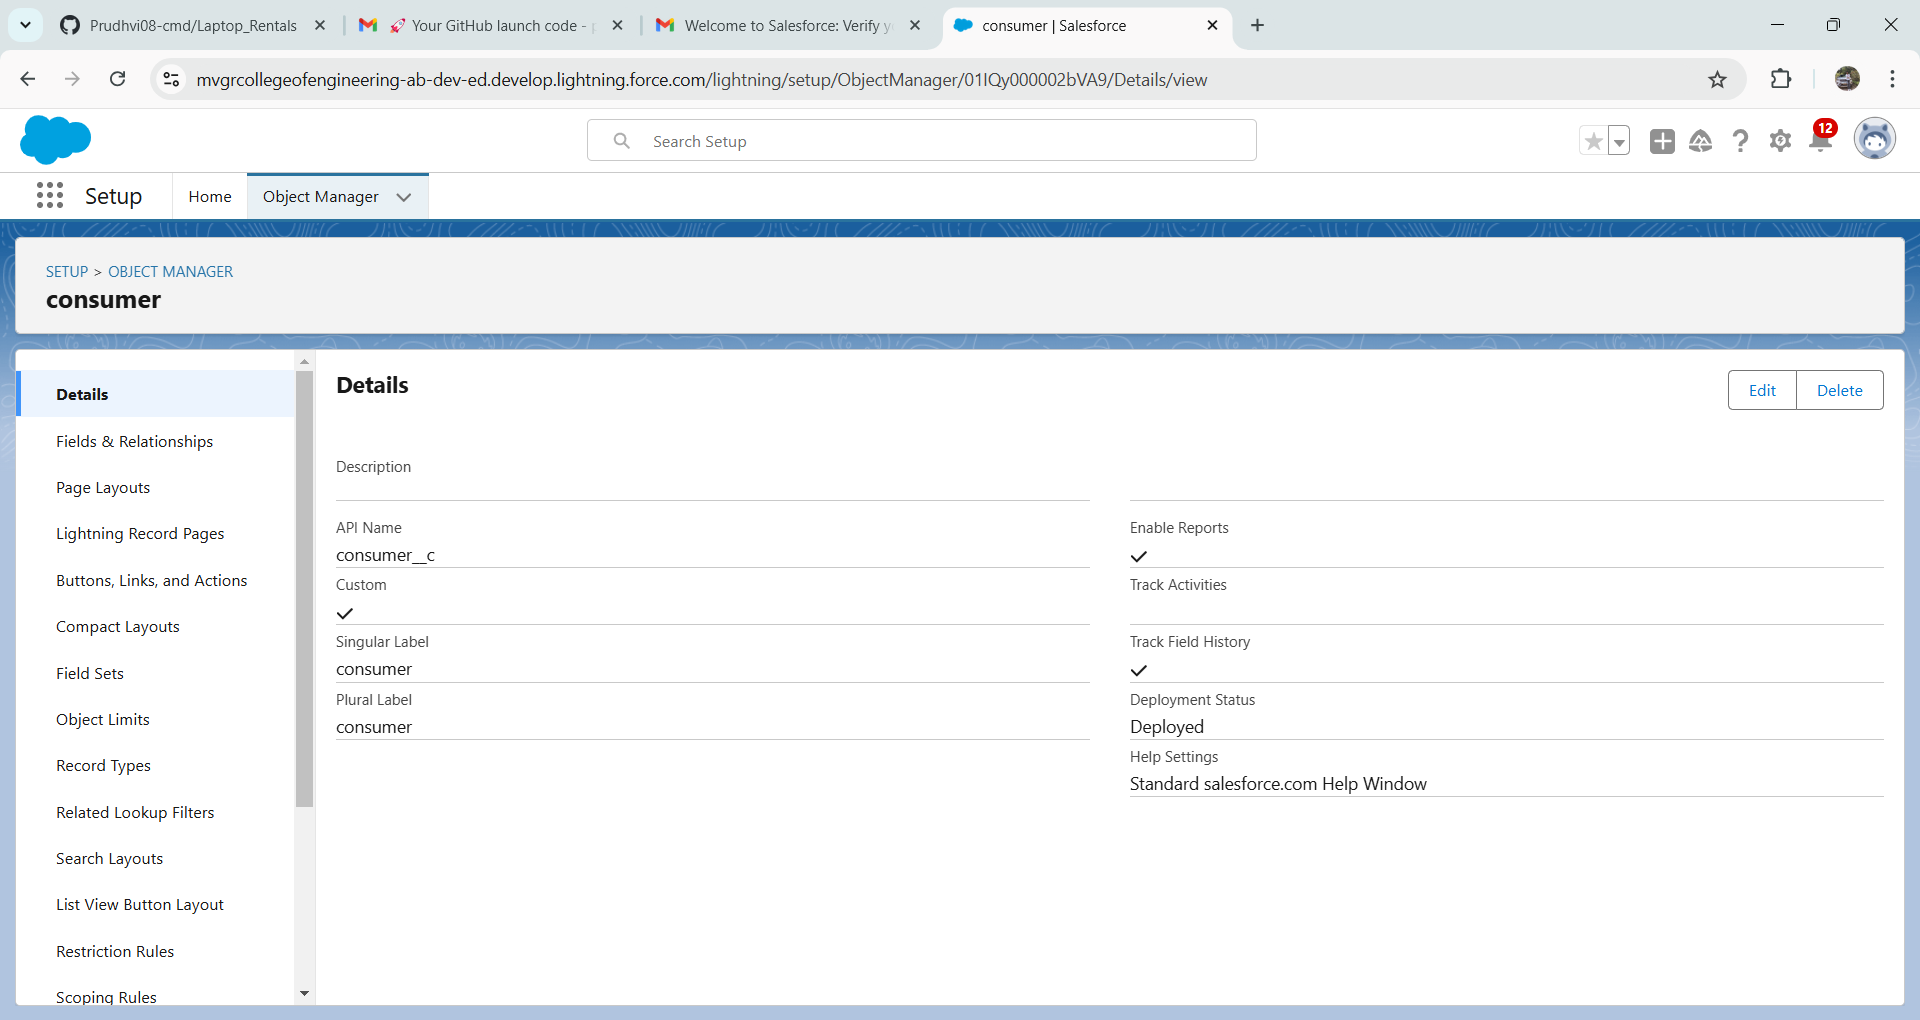 Prudhvi08-cmd/Laptop_Rentals
🚀 Your GitHub launch code -
Welcome to Salesforce: Verify y
consumer | Salesforce
mvgrcollegeofengineering-ab-dev-ed.develop.lightning.force.com/lightning/setup/ObjectManager/01IQy000002bVA9/Details/view
Search Setup
12
Setup
Home
Object Manager
SETUP > OBJECT MANAGER
consumer
Details
Fields & Relationships
Page Layouts
Lightning Record Pages
Buttons, Links, and Actions
Compact Layouts
Field Sets
Object Limits
Record Types
Related Lookup Filters
Search Layouts
List View Button Layout
Restriction Rules
Scoping Rules
Details
Edit
Delete
Description
API Name
consumer__c
Custom
Singular Label
consumer
Plural Label
consumer
Enable Reports
Track Activities
Track Field History
Deployment Status
Deployed
Help Settings
Standard salesforce.com Help Window